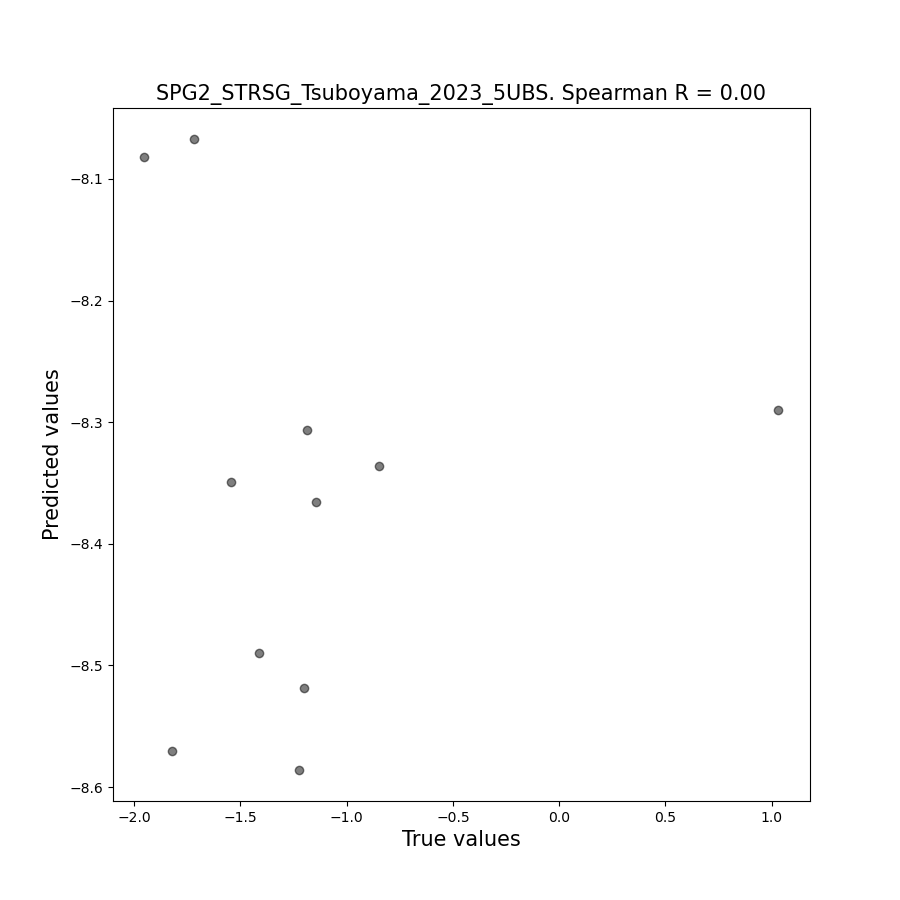 SPG2_STRSG_Tsuboyama_2023_5UBS. Spearman R = 0.00
Predicted values
−8.1
−8.2
−8.3
−8.4
−8.5
−8.6
−2.0 −1.5 −1.0 −0.5 0.0 0.5 1.0
True values